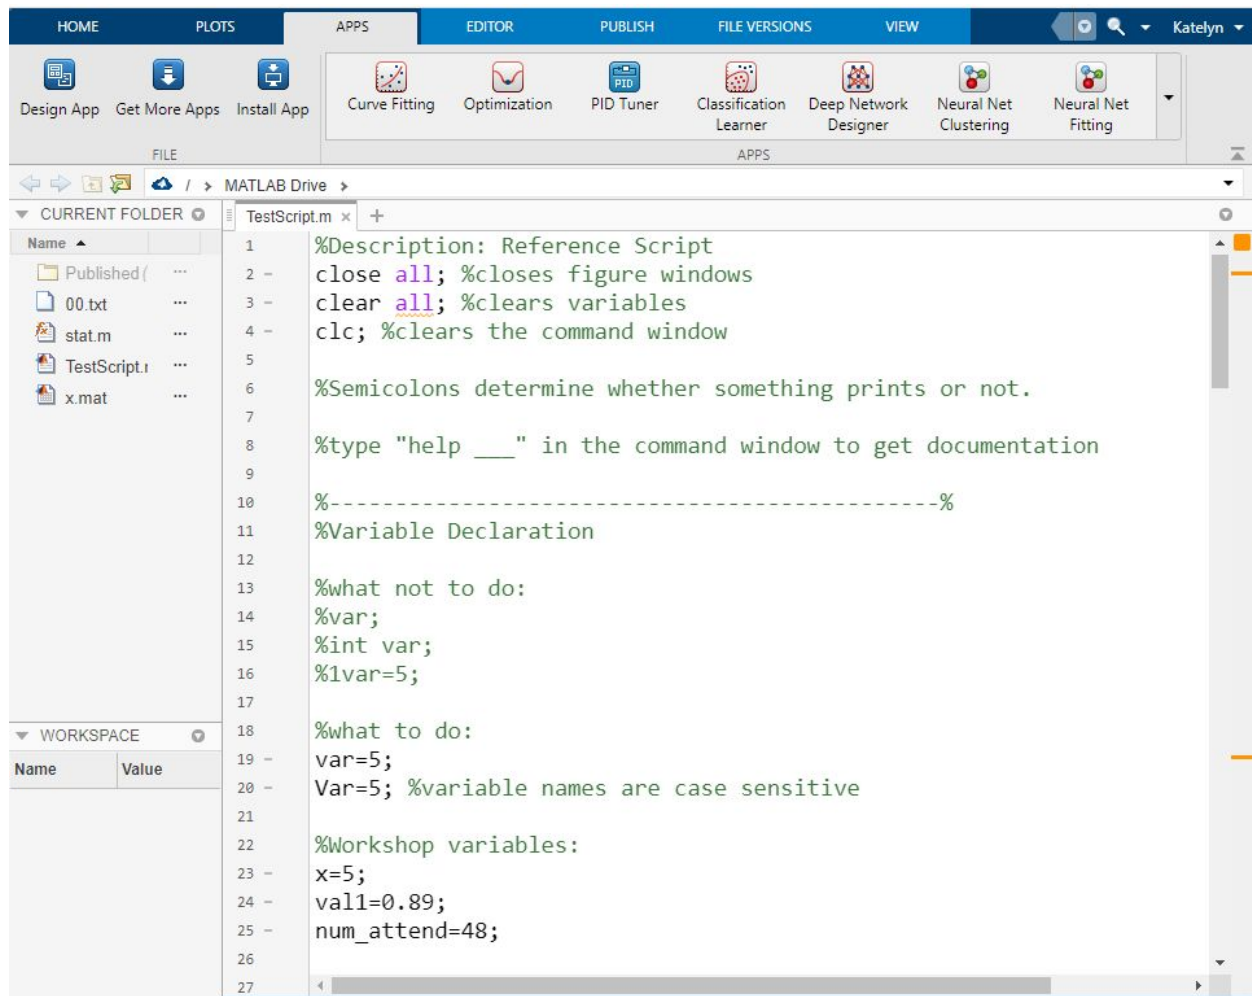 HOME PLOTS APPS EDITOR PUBLISH FILE VERSIONS VIEW Katelyn
Design App Get More Apps Install App Curve Fitting Optimization PID Tuner Classification Learner Deep Network Designer Neural Net Clustering Neural Net Fitting
PID
FILE APPS
/ > MATLAB Drive >
CURRENT FOLDER
Name
Published (
00.txt
stat.m
TestScript.r
x.mat
WORKSPACE
Name Value
TestScript.m × +
1 %Description: Reference Script
2 – close all; %closes figure windows
3 – clear all; %clears variables
4 – clc; %clears the command window
5
6 %Semicolons determine whether something prints or not.
7
8 %type "help ___" in the command window to get documentation
9
10 %----------------------------------------------%
11 %Variable Declaration
12
13 %what not to do:
14 %var;
15 %int var;
16 %1var=5;
17
18 %what to do:
19 – var=5;
20 – Var=5; %variable names are case sensitive
21
22 %Workshop variables:
23 – x=5;
24 – val1=0.89;
25 – num_attend=48;
26
27